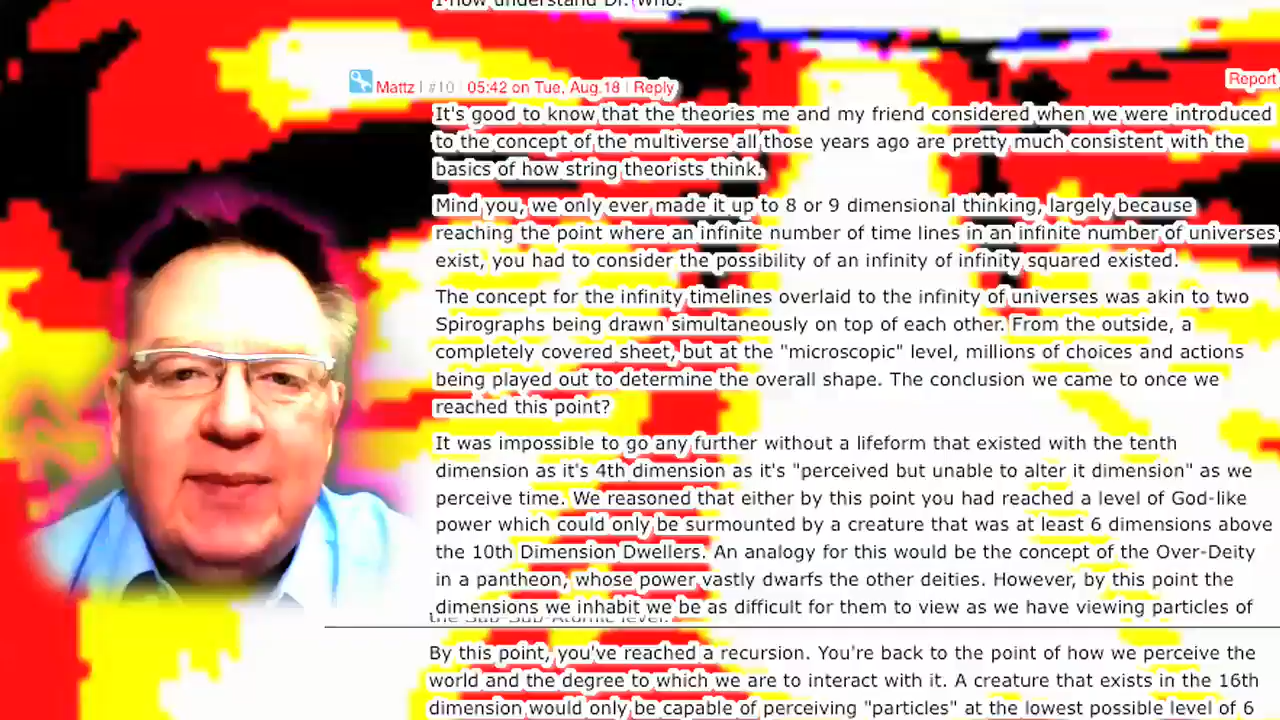 I now understand Dr. Who.
Mattz | #10 | 05:42 on Tue, Aug.18 | Reply
Report
It's good to know that the theories me and my friend considered when we were introduced
to the concept of the multiverse all those years ago are pretty much consistent with the
basics of how string theorists think.
Mind you, we only ever made it up to 8 or 9 dimensional thinking, largely because
reaching the point where an infinite number of time lines in an infinite number of universes
exist, you had to consider the possibility of an infinity of infinity squared existed.
The concept for the infinity timelines overlaid to the infinity of universes was akin to two
Spirographs being drawn simultaneously on top of each other. From the outside, a
completely covered sheet, but at the "microscopic" level, millions of choices and actions
being played out to determine the overall shape. The conclusion we came to once we
reached this point?
It was impossible to go any further without a lifeform that existed with the tenth
dimension as it's 4th dimension as it's "perceived but unable to alter it dimension" as we
perceive time. We reasoned that either by this point you had reached a level of God-like
power which could only be surmounted by a creature that was at least 6 dimensions above
the 10th Dimension Dwellers. An analogy for this would be the concept of the Over-Deity
in a pantheon, whose power vastly dwarfs the other deities. However, by this point the
dimensions we inhabit we be as difficult for them to view as we have viewing particles of
the Sub-Sub-Atomic level.
By this point, you've reached a recursion. You're back to the point of how we perceive the
world and the degree to which we are to interact with it. A creature that exists in the 16th
dimension would only be capable of perceiving "particles" at the lowest possible level of 6